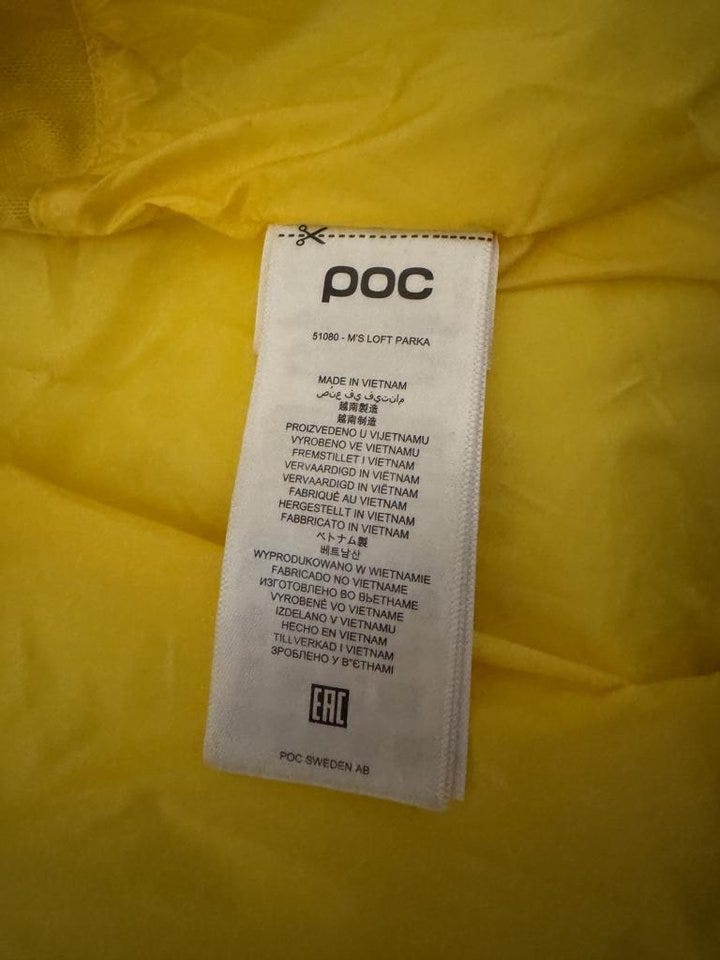 POC
51080 - M'S LOFT PARKA
MADE IN VIETNAM
صُنع في فيتنام
越南製造
越南制造
PROIZVEDENO U VIJETNAMU
VYROBENO VE VIETNAMU
FREMSTILLET I VIETNAM
VERVAARDIGD IN VIËTNAM
VERVAARDIGD IN VIËTNAM
FABRIQUÉ AU VIETNAM
HERGESTELLT IN VIETNAM
FABBRICATO IN VIETNAM
ベトナム製
베트남산
WYPRODUKOWANO W WIETNAMIE
FABRICADO NO VIETNAME
ИЗГОТОВЛЕНО ВО ВЬЕТНАМЕ
VYROBENÉ VO VIETNAME
IZDELANO V VIETNAMU
HECHO EN VIETNAM
TILLVERKAD I VIETNAM
ЗРОБЛЕНО У В"ЄТНАМІ
EAC
POC SWEDEN AB